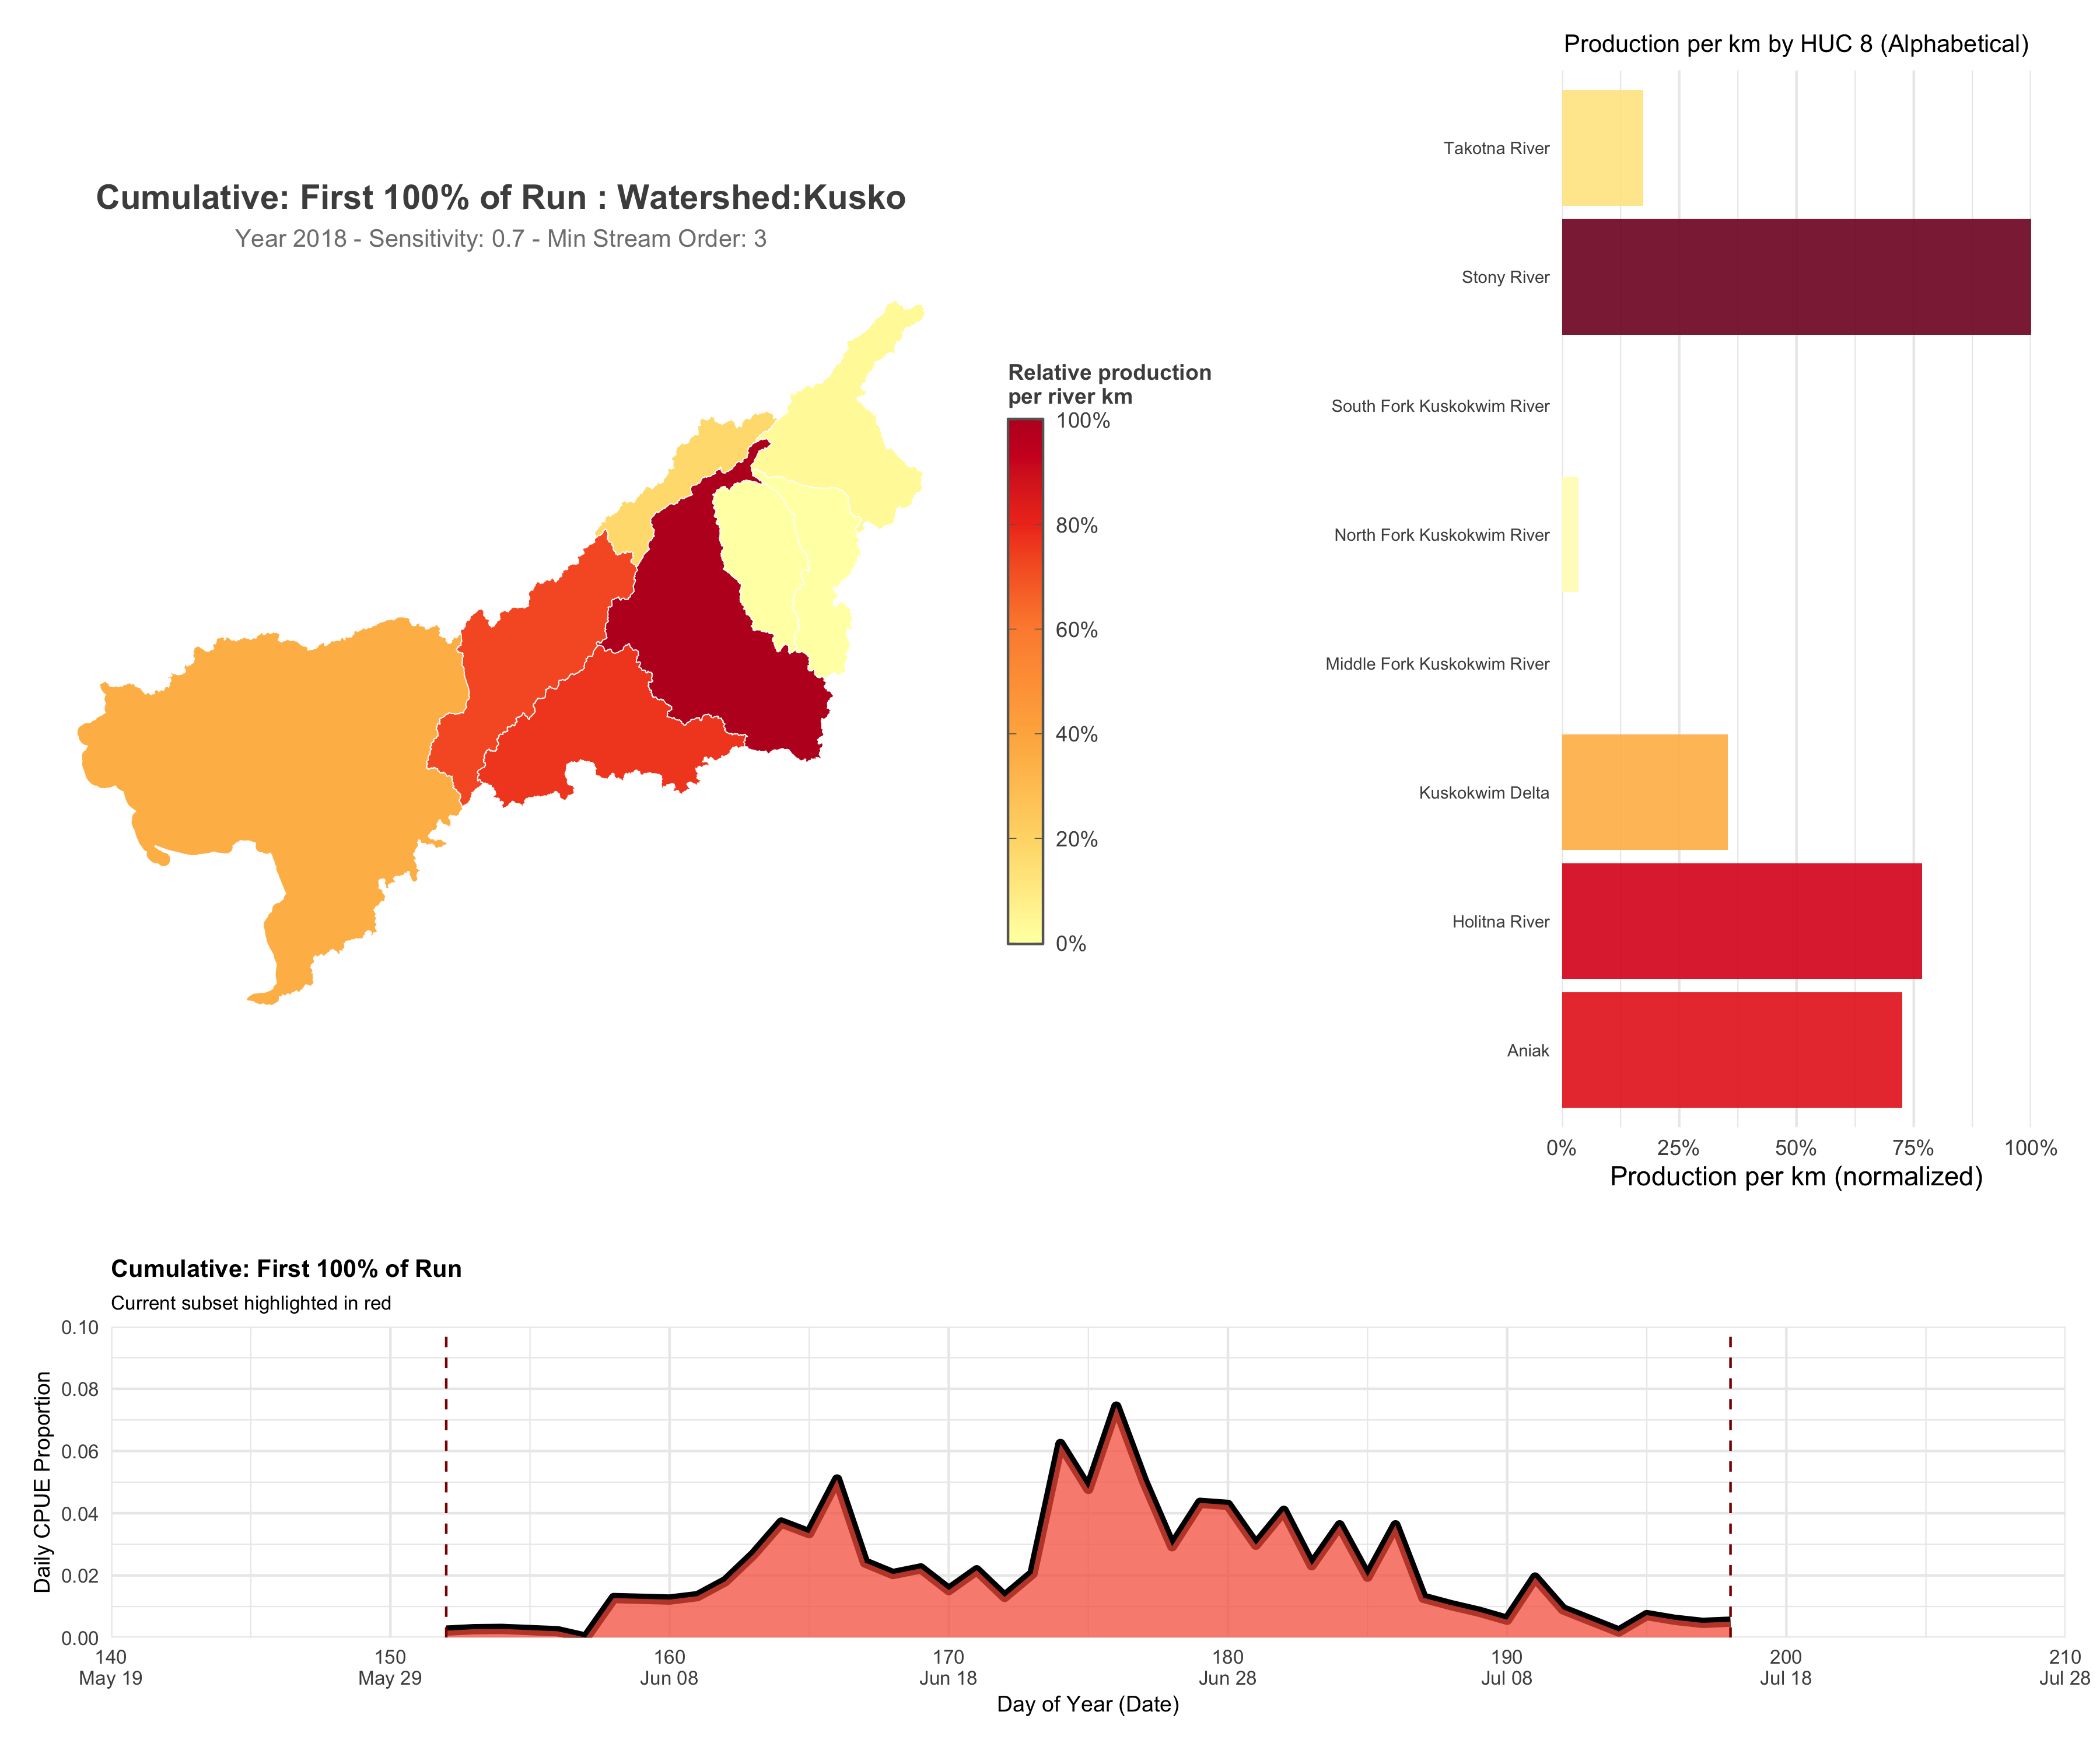 Production per km by HUC 8 (Alphabetical)
Takotna River
Stony River
South Fork Kuskokwim River
North Fork Kuskokwim River
Middle Fork Kuskokwim River
Kuskokwim Delta
Holitna River
Aniak
0% 25% 50% 75% 100%
Production per km (normalized)
Cumulative: First 100% of Run : Watershed:Kusko
Year 2018 - Sensitivity: 0.7 - Min Stream Order: 3
Relative production
per river km
100%
80%
60%
40%
20%
0%
Cumulative: First 100% of Run
Current subset highlighted in red
Daily CPUE Proportion
0.10
0.08
0.06
0.04
0.02
0.00
140 150 160 170 180 190 200 210
May 19 May 29 Jun 08 Jun 18 Jun 28 Jul 08 Jul 18 Jul 28
Day of Year (Date)